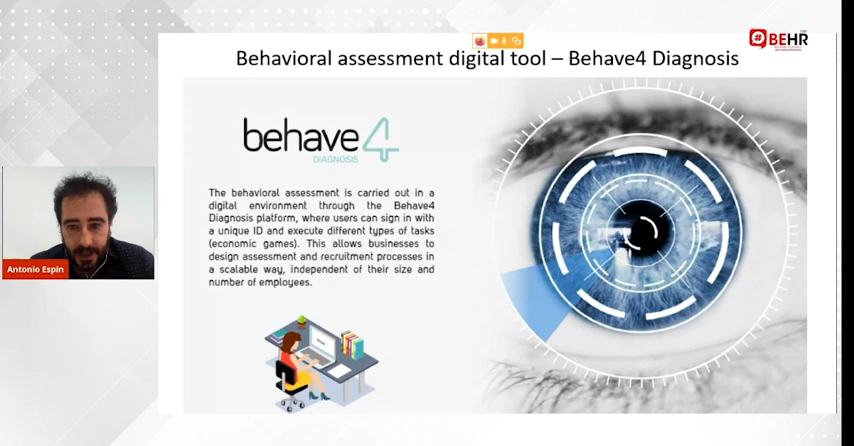 #BEHR
Behavioral assessment digital tool – Behave4 Diagnosis
behave4
DIAGNOSIS
The behavioral assessment is carried out in a
digital environment through the Behave4
Diagnosis platform, where users can sign in with
a unique ID and execute different types of tasks
(economic games). This allows businesses to
design assessment and recruitment processes in
a scalable way, independent of their size and
number of employees.
Antonio Espín